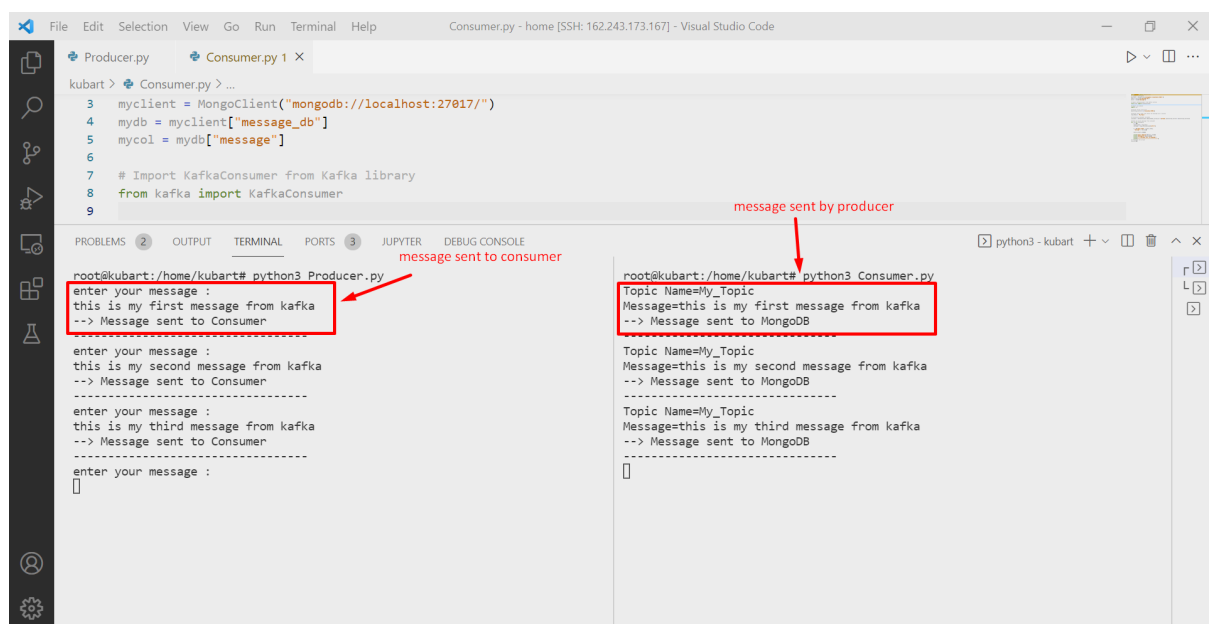 File Edit Selection View Go Run Terminal Help Consumer.py - home [SSH: 162.243.173.167] - Visual Studio Code
Producer.py Consumer.py 1
kubart > Consumer.py > ...
3 myclient = MongoClient("mongodb://localhost:27017/")
4 mydb = myclient["message_db"]
5 mycol = mydb["message"]
6
7 # Import KafkaConsumer from Kafka library
8 from kafka import KafkaConsumer
9
message sent by producer
PROBLEMS 2 OUTPUT TERMINAL PORTS 3 JUPYTER DEBUG CONSOLE python3 - kubart
message sent to consumer
root@kubart:/home/kubart# python3 Producer.py
enter your message :
this is my first message from kafka
--> Message sent to Consumer
---------------------------------
enter your message :
this is my second message from kafka
--> Message sent to Consumer
---------------------------------
enter your message :
this is my third message from kafka
--> Message sent to Consumer
---------------------------------
enter your message :
root@kubart:/home/kubart# python3 Consumer.py
Topic Name=My_Topic
Message=this is my first message from kafka
--> Message sent to MongoDB
------------------------------
Topic Name=My_Topic
Message=this is my second message from kafka
--> Message sent to MongoDB
------------------------------
Topic Name=My_Topic
Message=this is my third message from kafka
--> Message sent to MongoDB
------------------------------